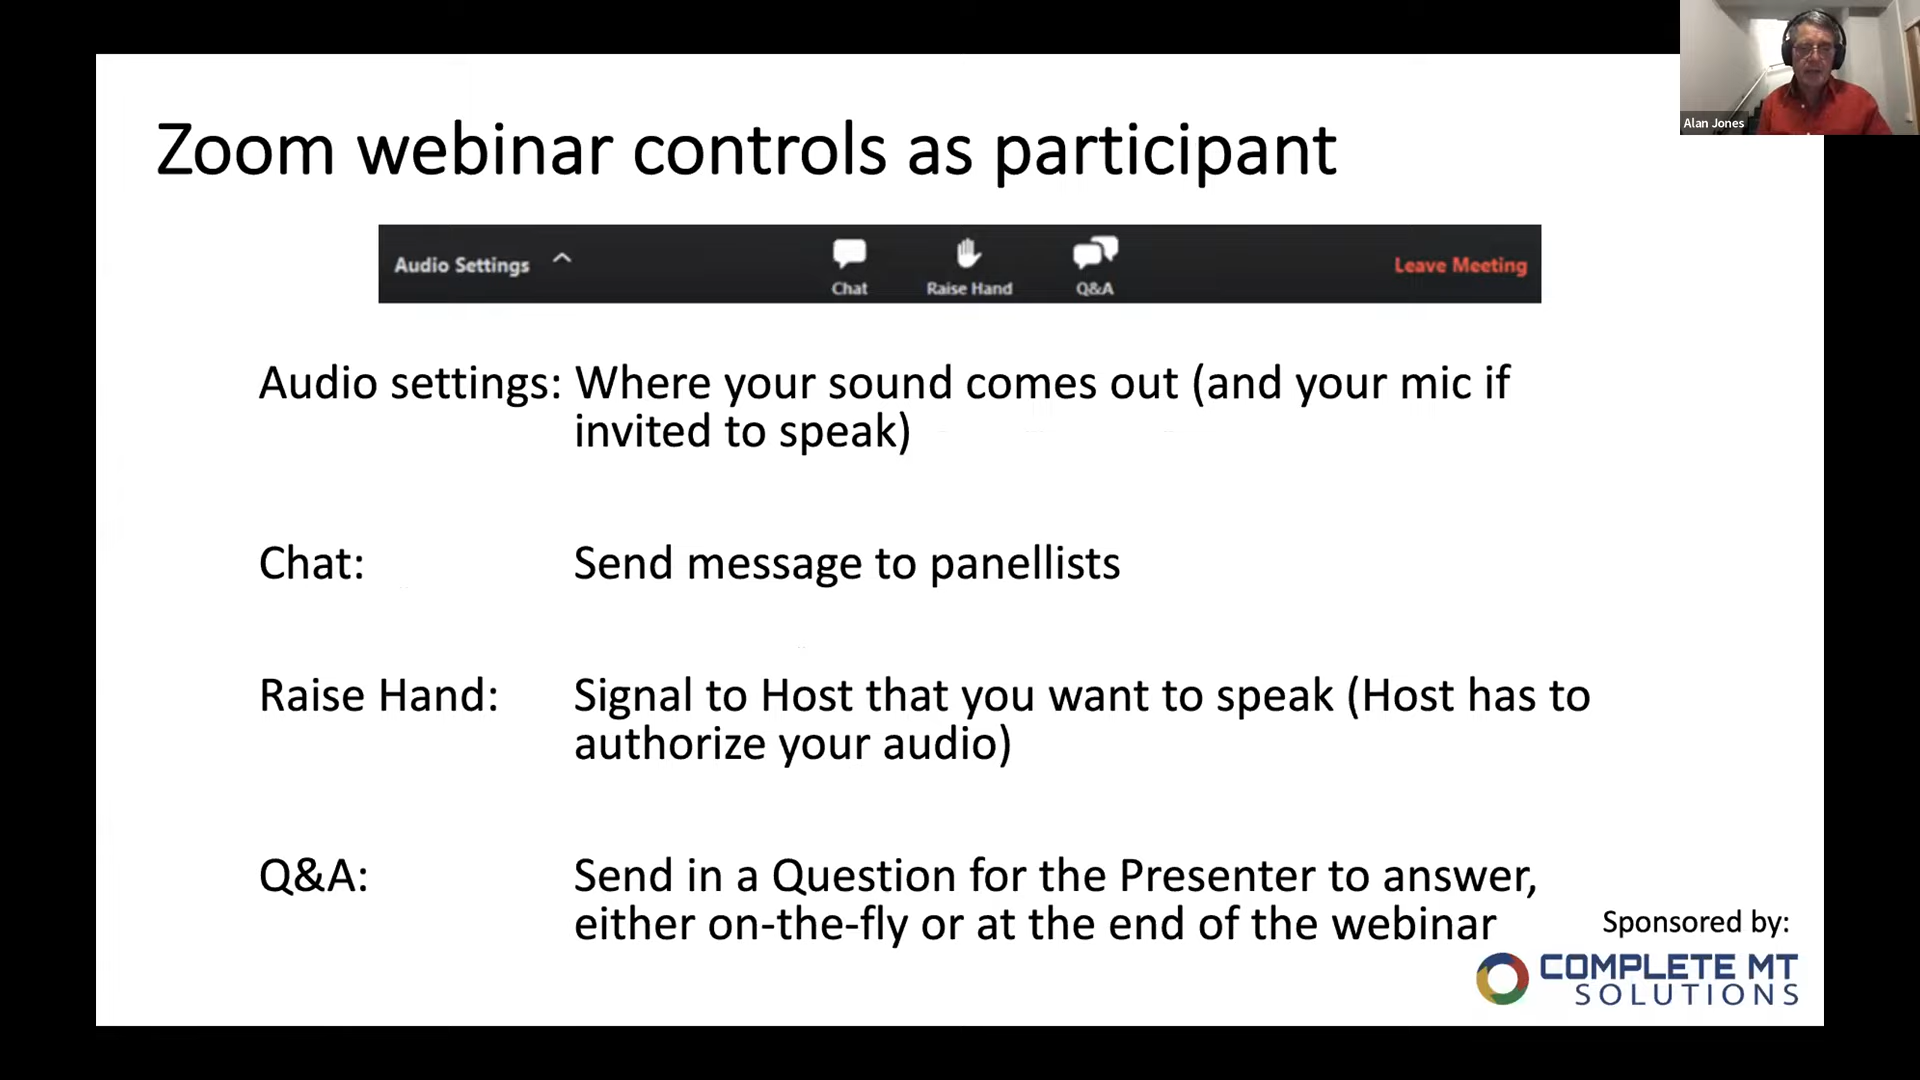 Alan Jones
Zoom webinar controls as participant
Audio Settings
Chat
Raise Hand
Q&A
Leave Meeting
Audio settings: Where your sound comes out (and your mic if
invited to speak)
Chat: Send message to panellists
Raise Hand: Signal to Host that you want to speak (Host has to
authorize your audio)
Q&A: Send in a Question for the Presenter to answer,
either on-the-fly or at the end of the webinar
Sponsored by:
COMPLETE MT
SOLUTIONS